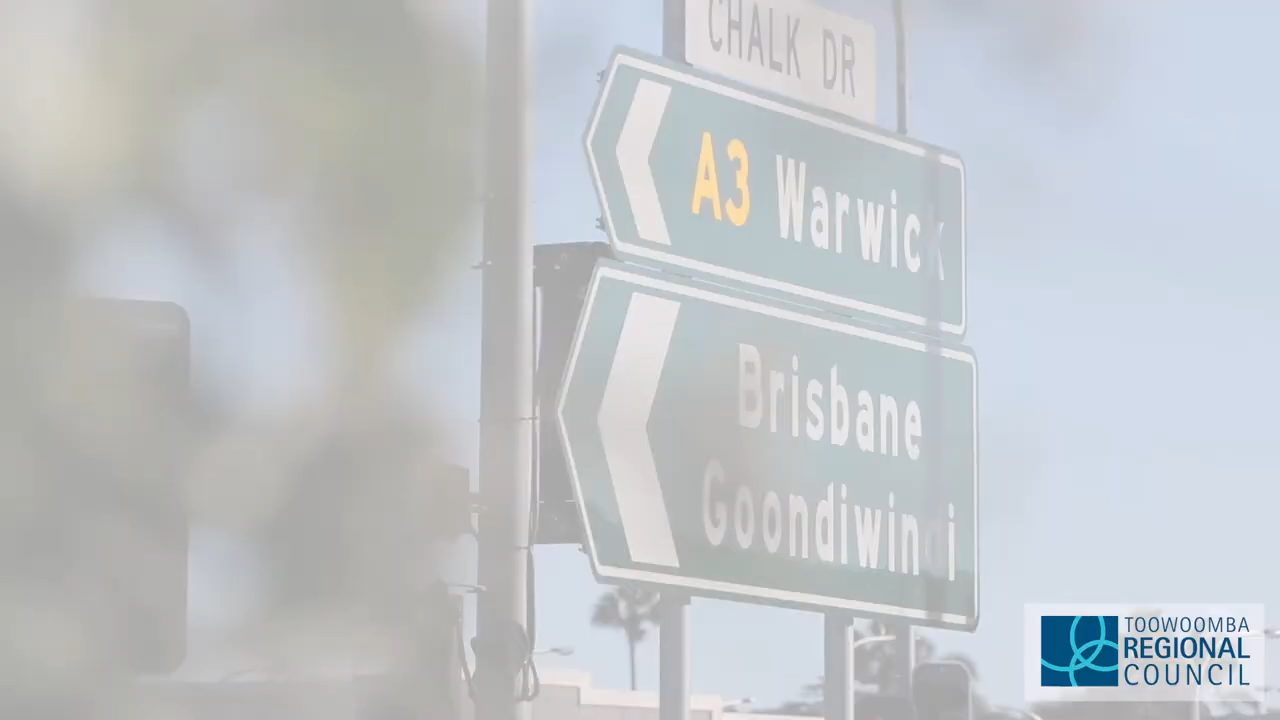 CHALK DR
A3 Warwick
Brisbane
Goondiwindi
TOOWOOMBA
REGIONAL
COUNCIL